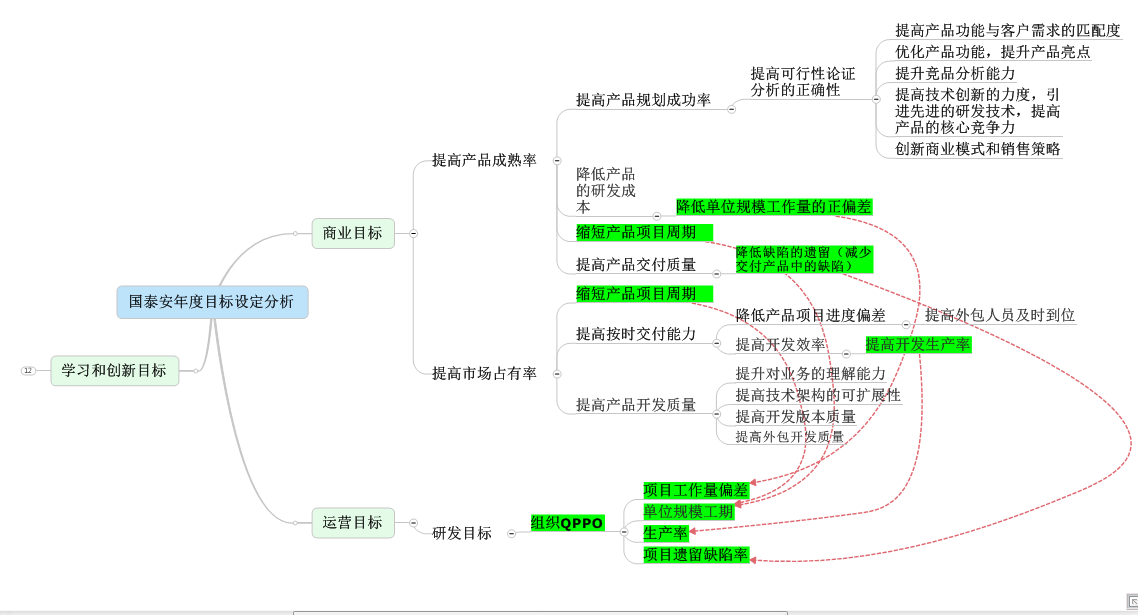 国泰安年度目标设定分析
商业目标
提高产品成熟率
提高产品规划成功率
提高可行性论证
分析的正确性
提高产品功能与客户需求的匹配度
优化产品功能，提升产品亮点
提升竞品分析能力
提高技术创新的力度，引
进先进的研发技术，提高
产品的核心竞争力
创新商业模式和销售策略
降低产品
的研发成
本
降低单位规模工作量的正偏差
缩短产品项目周期
提高产品交付质量
降低缺陷的遗留（减少
交付产品中的缺陷）
提高市场占有率
缩短产品项目周期
提高按时交付能力
降低产品项目进度偏差
提高外包人员及时到位
提高开发效率
提高开发生产率
提高产品开发质量
提升对业务的理解能力
提高技术架构的可扩展性
提高开发版本质量
提高外包开发质量
学习和创新目标
12
运营目标
研发目标
组织QPPO
项目工作量偏差
单位规模工期
生产率
项目遗留缺陷率